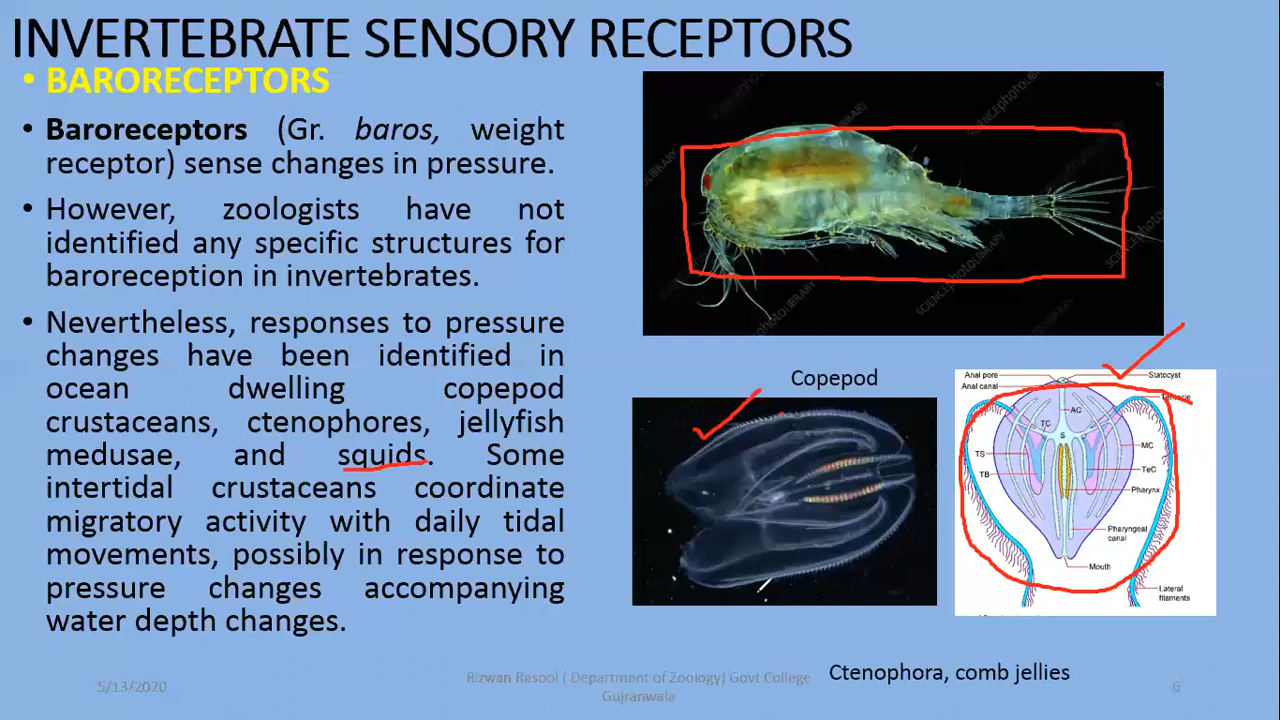 INVERTEBRATE SENSORY RECEPTORS
• BARORECEPTORS
• Baroreceptors (Gr. baros, weight
receptor) sense changes in pressure.
• However, zoologists have not
identified any specific structures for
baroreception in invertebrates.
• Nevertheless, responses to pressure
changes have been identified in
ocean dwelling copepod
crustaceans, ctenophores, jellyfish
medusae, and squids. Some
intertidal crustaceans coordinate
migratory activity with daily tidal
movements, possibly in response to
pressure changes accompanying
water depth changes.
SCIENCEphotoLIBRARY
Copepod
Anal pore
Anal canal
Statocyst
Tentacle
AC
TC
S
MC
TS
TeC
TB
Pharynx
Pharyngeal
canal
Mouth
Lateral
filaments
Ctenophora, comb jellies
5/13/2020
Rizwan Rasool ( Department of Zoology) Govt College
Gujranwala
6